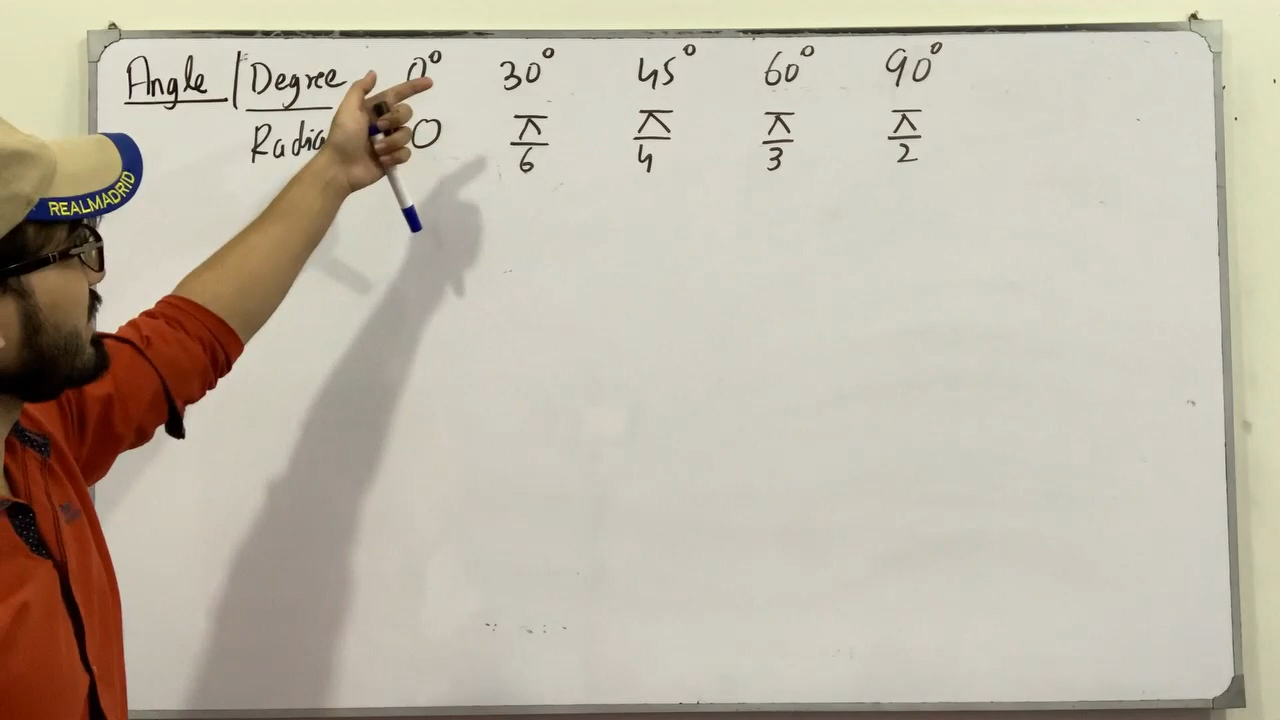 Angle / Degree 0° 30° 45° 60° 90°
0 π/6 π/4 π/3 π/2
REALMADRID